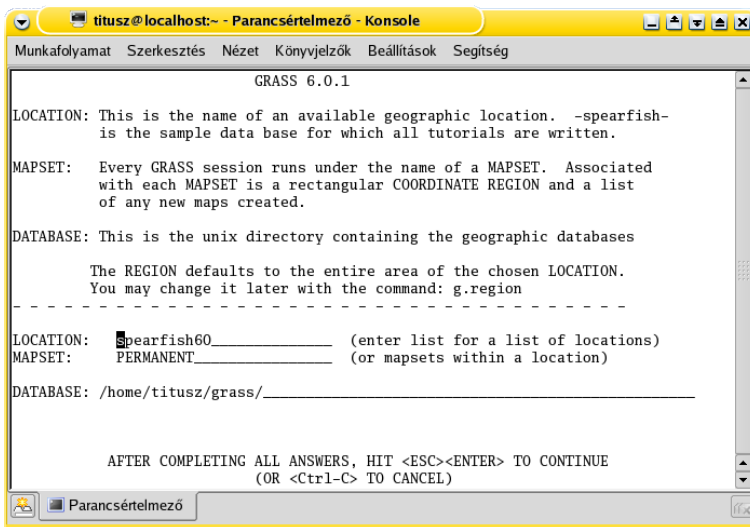 titusz@localhost:~ - Parancsértelmező - Konsole
Munkafolyamat Szerkesztés Nézet Könyvjelzők Beállítások Segítség
GRASS 6.0.1
LOCATION: This is the name of an available geographic location. -spearfish-
is the sample data base for which all tutorials are written.
MAPSET: Every GRASS session runs under the name of a MAPSET. Associated
with each MAPSET is a rectangular COORDINATE REGION and a list
of any new maps created.
DATABASE: This is the unix directory containing the geographic databases
The REGION defaults to the entire area of the chosen LOCATION.
You may change it later with the command: g.region
- - - - - - - - - - - - - - - - - - - - - - - - - - - - - - - - - -
LOCATION: spearfish60______________ (enter list for a list of locations)
MAPSET: PERMANENT________________ (or mapsets within a location)
DATABASE: /home/titusz/grass/__________________________________________________
AFTER COMPLETING ALL ANSWERS, HIT <ESC><ENTER> TO CONTINUE
(OR <Ctrl-C> TO CANCEL)
Parancsértelmező